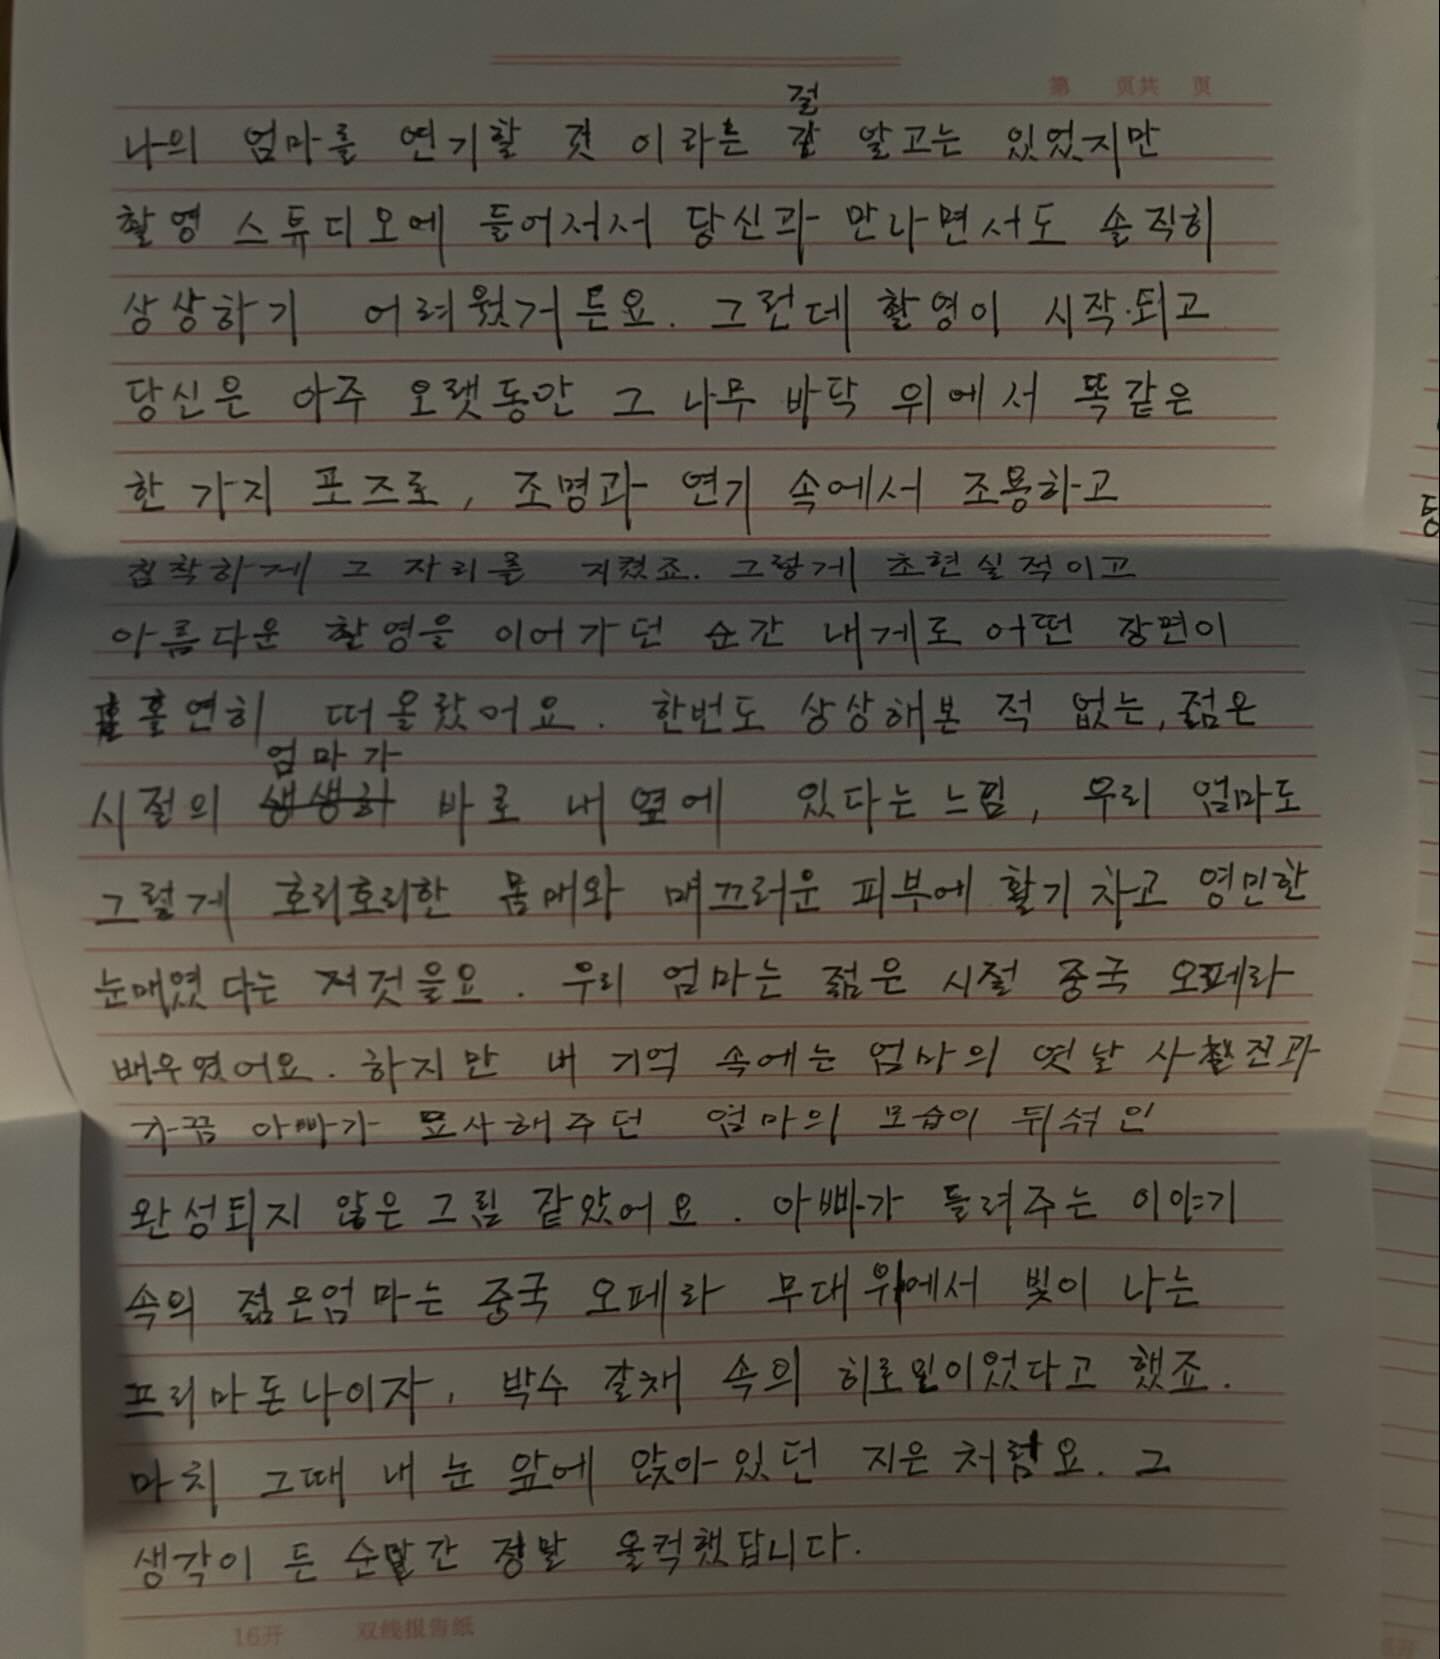 第 页共 页
나의 엄마를 연기할 것 이라는 걸 알고는 있었지만
촬영 스튜디오에 들어서서 당신과 만나면서도 솔직히
상상하기 어려웠거든요. 그런데 촬영이 시작되고
당신은 아주 오랫동안 그 나무 바닥 위에서 똑같은
한 가지 포즈로, 조명과 연기 속에서 조용하고
침착하게 그 자리를 지켰죠. 그렇게 초현실적이고
아름다운 촬영을 이어가던 순간 내게로 어떤 장면이
홀연히 떠올랐어요. 한번도 상상해본 적 없는, 젊은
엄마가
시절의 생생히 바로 내 옆에 있다는 느낌, 우리 엄마도
그렇게 호리호리한 몸매와 매끄러운 피부에 활기 차고 영민한
눈매였다는 저것을요. 우리 엄마는 젊은 시절 중국 오페라
배우였어요. 하지만 내 기억 속에는 엄마의 옛날 사진과
가끔 아빠가 묘사해주던 엄마의 모습이 뒤섞인
완성되지 않은 그림 같았어요. 아빠가 들려주는 이야기
속의 젊은엄마는 중국 오페라 무대 위에서 빛이 나는
프리마돈나이자, 박수 갈채 속의 히로인이었다고 했죠.
마치 그때 내 눈 앞에 앉아있던 지은처럼요. 그
생각이 든 순간 정말 울컥했답니다.
16开 双线报告纸